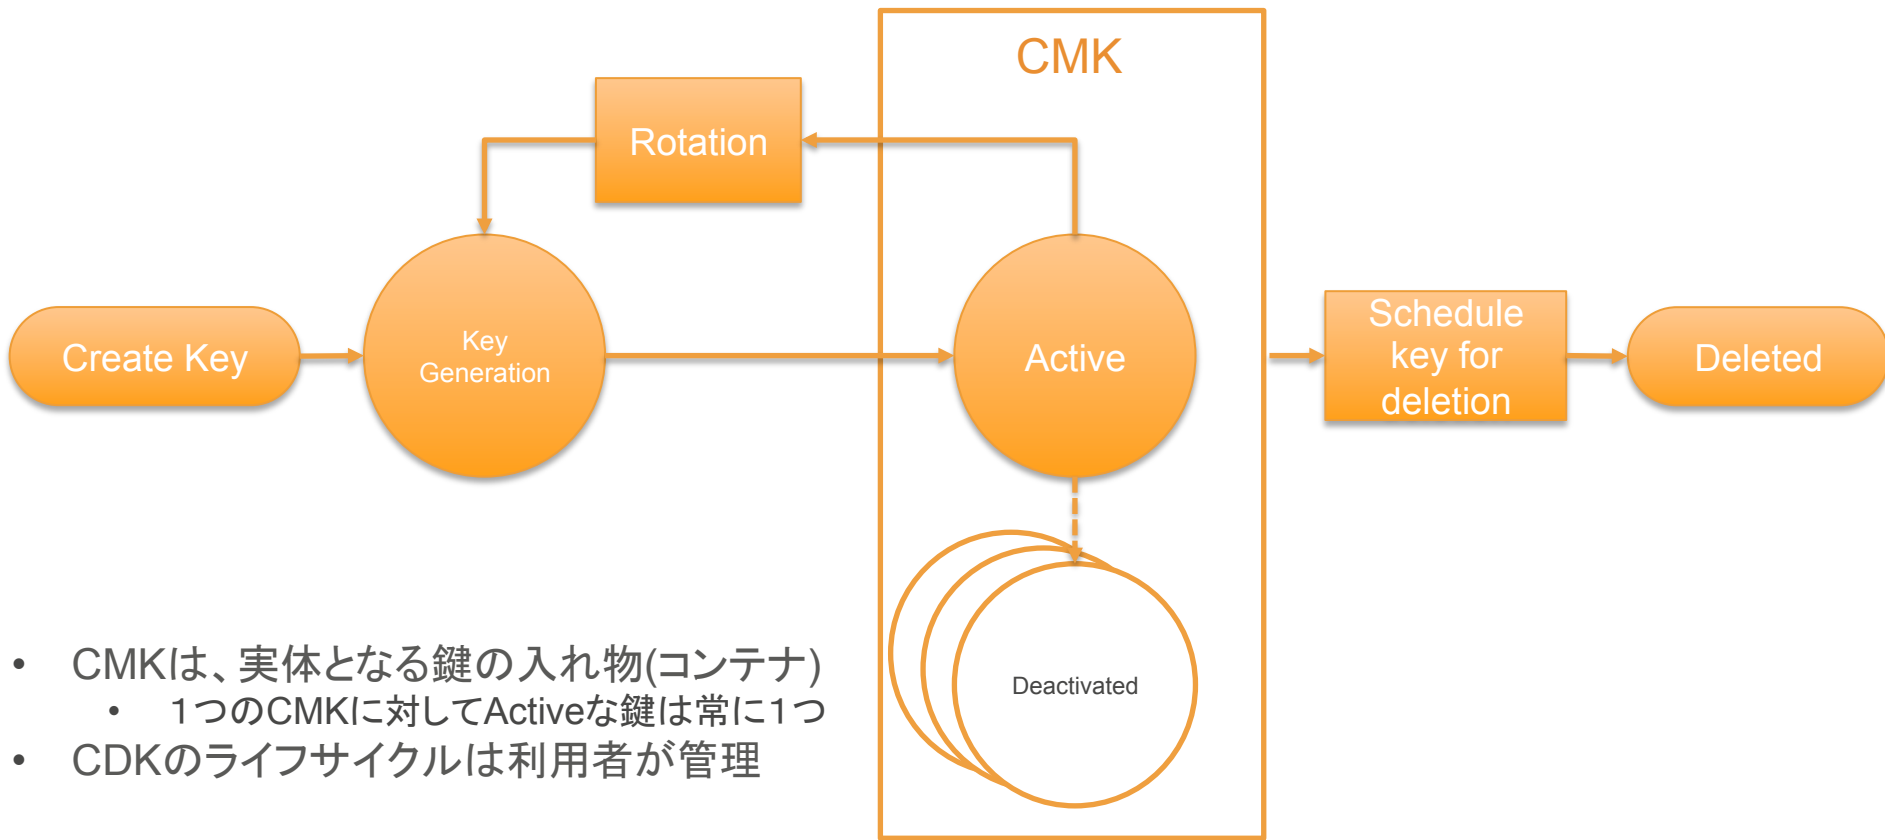 CMK
Rotation
Create Key
Key
Generation
Active
Schedule
key for
deletion
Deleted
Deactivated
• CMKは、実体となる鍵の入れ物(コンテナ)
• １つのCMKに対してActiveな鍵は常に１つ
• CDKのライフサイクルは利用者が管理